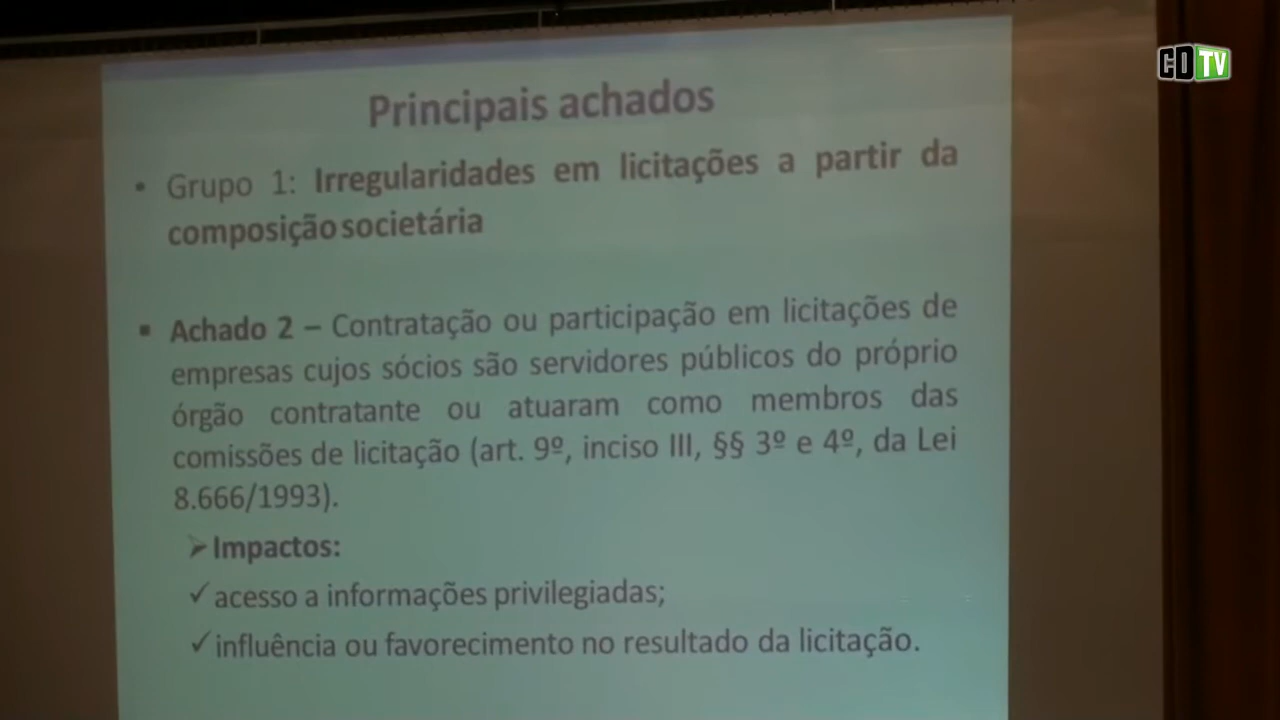 CDTV
Principais achados
• Grupo 1: Irregularidades em licitações a partir da
composição societária
▪ Achado 2 – Contratação ou participação em licitações de
empresas cujos sócios são servidores públicos do próprio
órgão contratante ou atuaram como membros das
comissões de licitação (art. 9º, inciso III, §§ 3º e 4º, da Lei
8.666/1993).
➢ Impactos:
✓ acesso a informações privilegiadas;
✓ influência ou favorecimento no resultado da licitação.